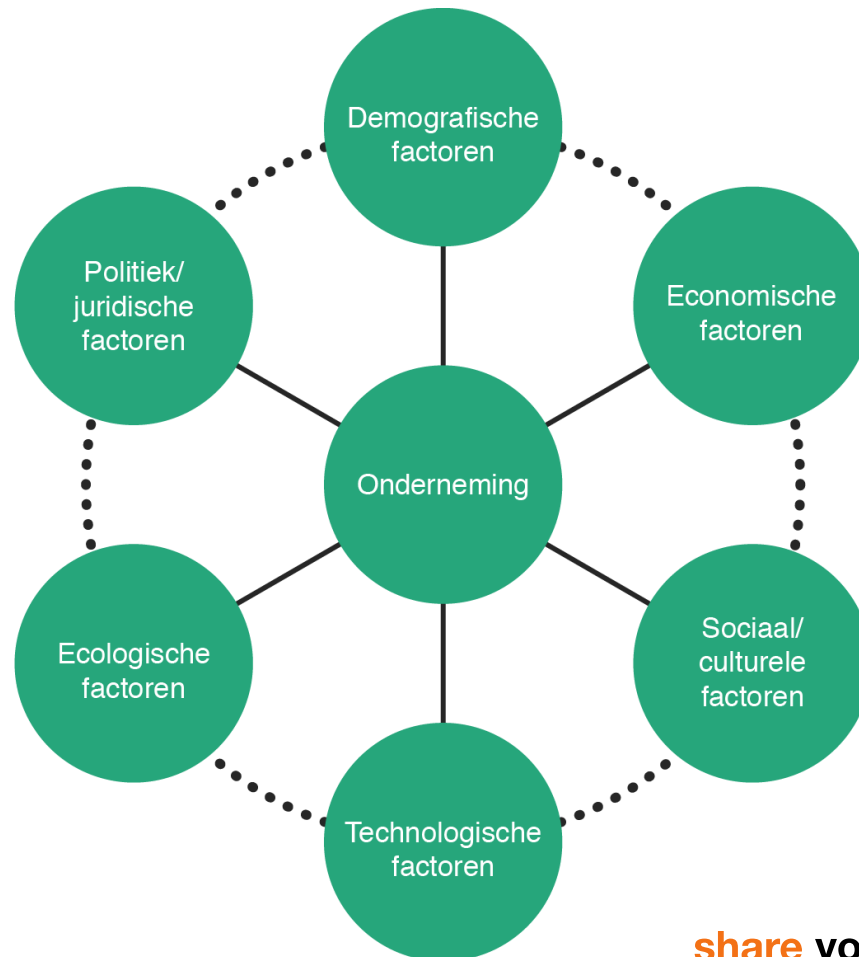 Demografische
factoren
Politiek/
juridische
factoren
Economische
factoren
Onderneming
Ecologische
factoren
Sociaal/
culturele
factoren
Technologische
factoren
share